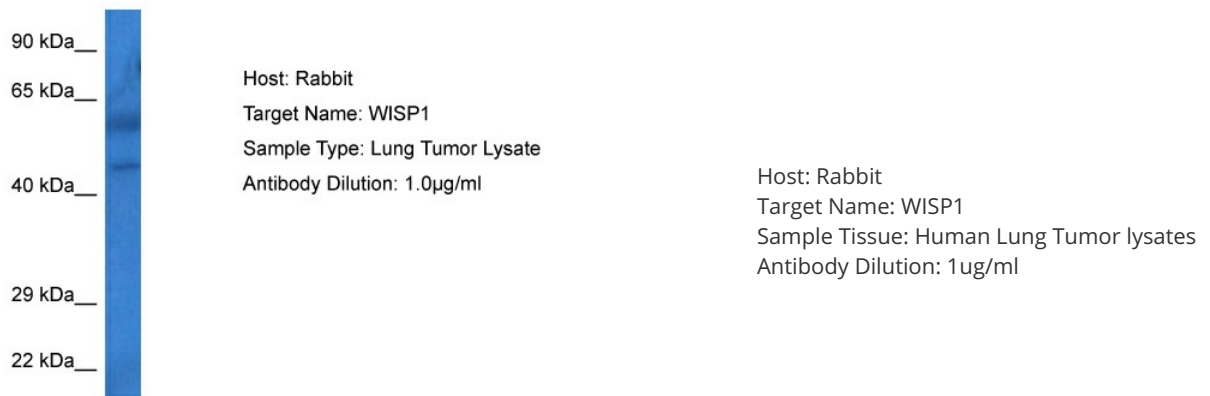 90 kDa__
65 kDa__
40 kDa__
29 kDa__
22 kDa__
Host: Rabbit
Target Name: WISP1
Sample Type: Lung Tumor Lysate
Antibody Dilution: 1.0µg/ml
Host: Rabbit
Target Name: WISP1
Sample Tissue: Human Lung Tumor lysates
Antibody Dilution: 1ug/ml